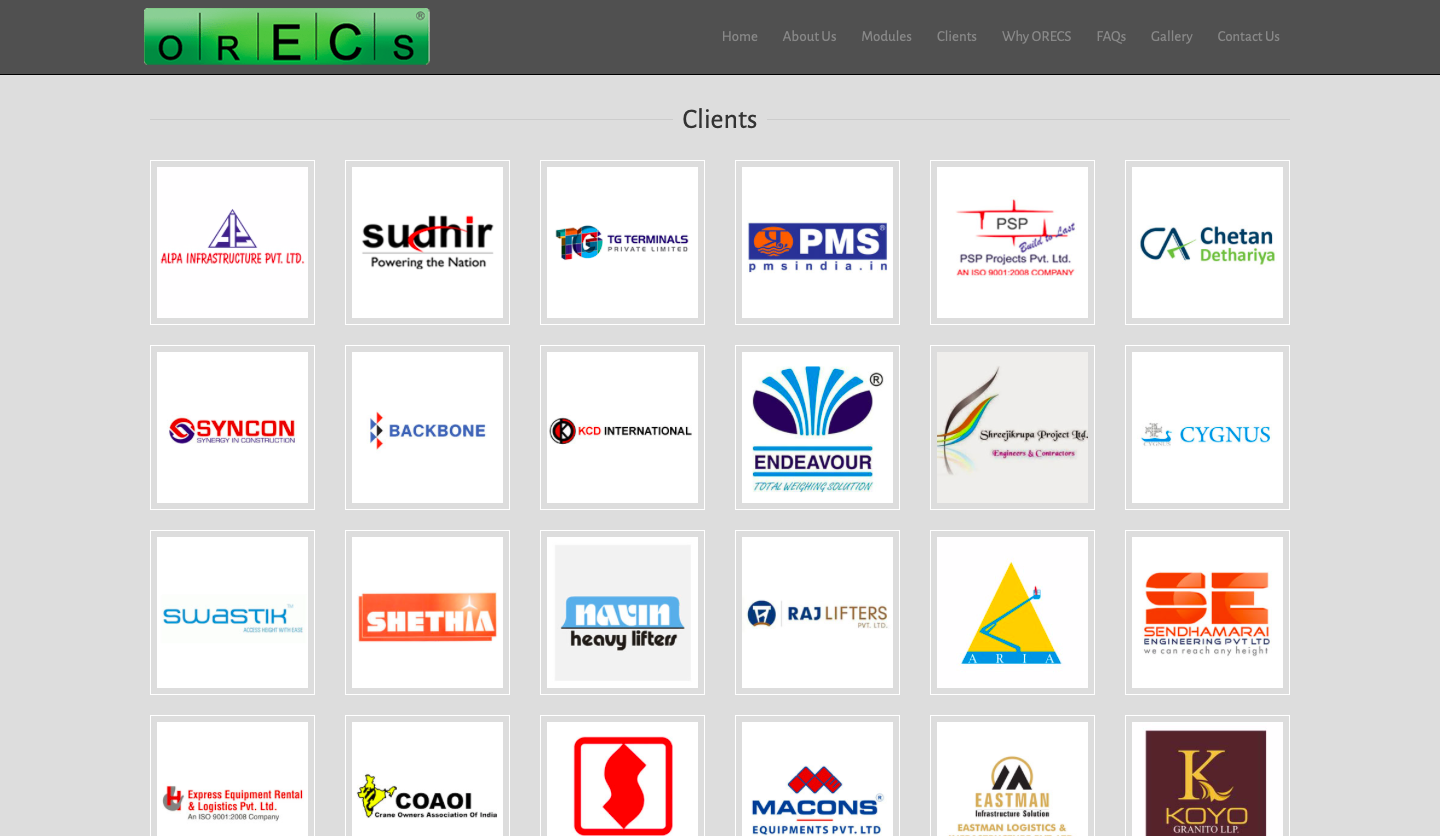 ORECS®
Home About Us Modules Clients Why ORECS FAQs Gallery Contact Us
Clients
ALPA INFRASTRUCTURE PVT. LTD.
sudhir
Powering the Nation
TG TERMINALS
PRIVATE LIMITED
PMS®
pmsindia.in
PSP
Build to Last
PSP Projects Pvt. Ltd.
AN ISO 9001:2008 COMPANY
CA Chetan
Dethariya
SYNCON
SYNERGY IN CONSTRUCTION
BACKBONE
KCD INTERNATIONAL
®
ENDEAVOUR
TOTAL WEIGHING SOLUTION
Shreejikrupa Project Ltd.
Engineers & Contractors
CYGNUS
CYGNUS
SWASTIK™
ACCESS HEIGHT WITH EASE
SHETHIA
navin
heavy lifters
RAJ LIFTERS
PVT. LTD.
ARIA
SE
SENDHAMARAI
ENGINEERING PVT LTD
we can reach any height
Express Equipment Rental
& Logistics Pvt. Ltd.
An ISO 9001:2008 Company
COAOI
Crane Owners Association Of India
MACONS®
EQUIPMENTS PVT. LTD
EASTMAN
Infrastructure Solution
EASTMAN LOGISTICS &
K
KOYO
GRANITO LLP.